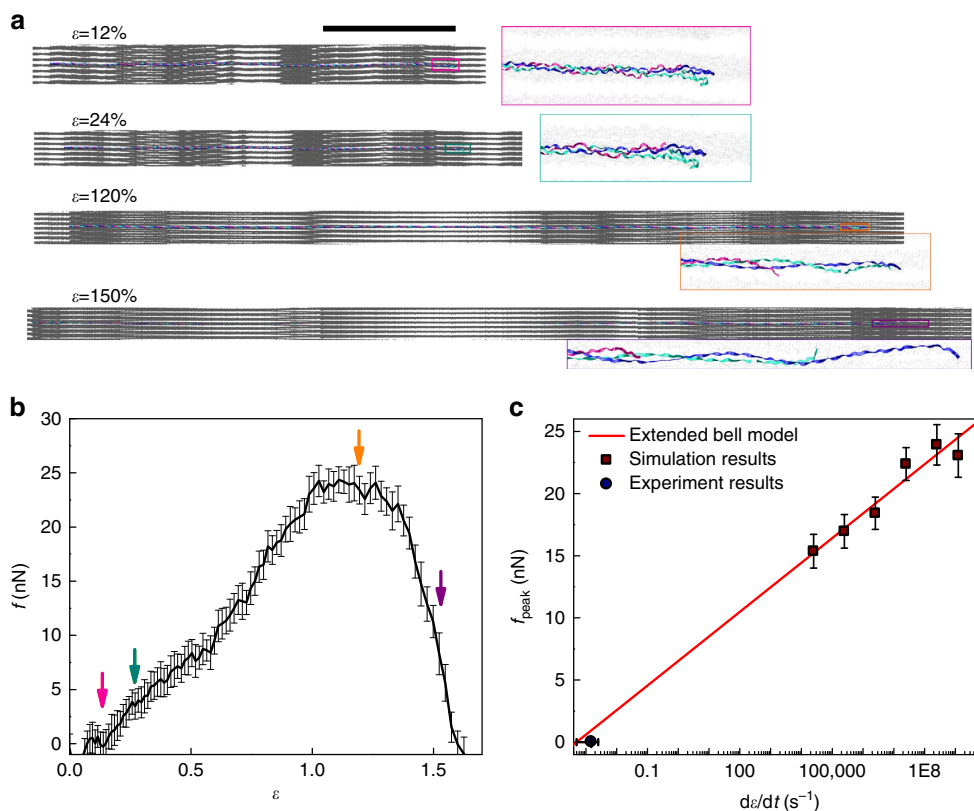 a
ε=12%
ε=24%
ε=120%
ε=150%
b
30
25
20
15
10
5
0
f (nN)
0.0 0.5 1.0 1.5
ε
c
Extended bell model
Simulation results
Experiment results
25
20
15
10
5
0
fpeak (nN)
0.1 100 100,000 1E8
dε/dt (s⁻¹)